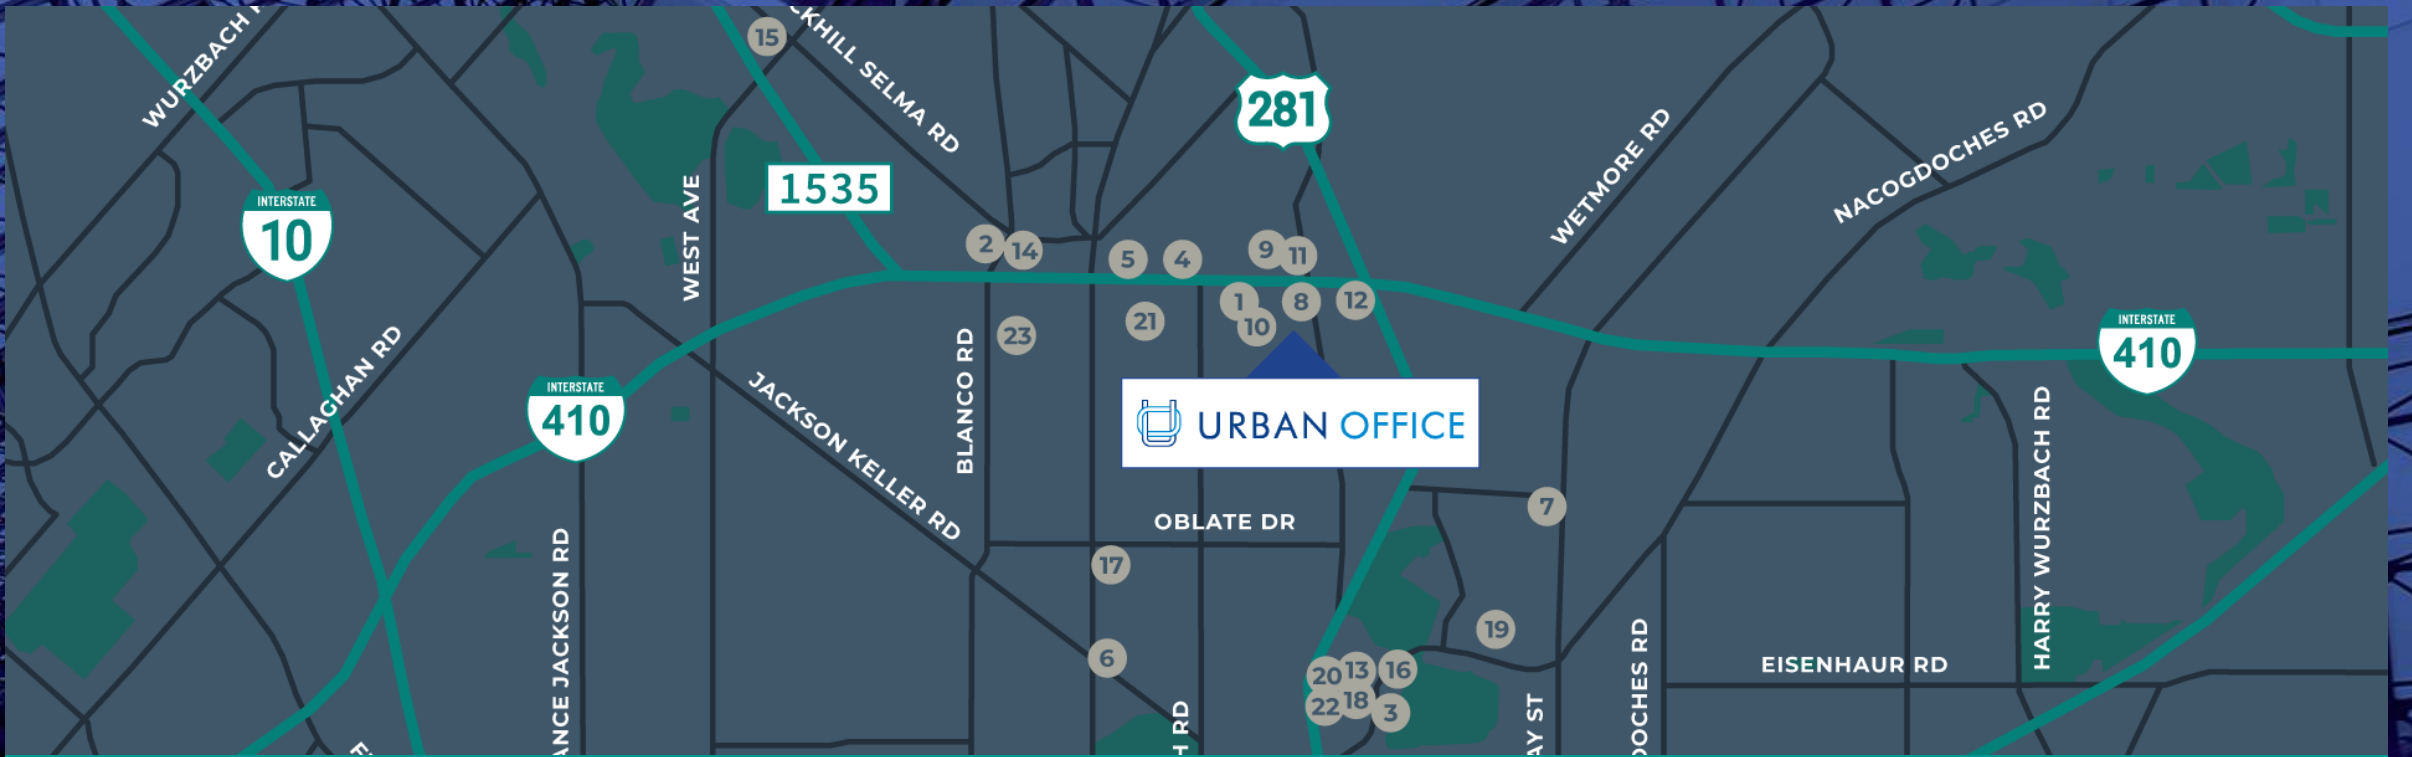 WURZBACH
15
CKHILL SELMA RD
281
WETMORE RD
NACOGDOCHES RD
1535
WEST AVE
INTERSTATE
10
2
14
5
4
9
11
1
8
12
10
21
23
INTERSTATE
410
CALLAGHAN RD
INTERSTATE
410
JACKSON KELLER RD
BLANCO RD
URBAN OFFICE
HARRY WURZBACH RD
7
OBLATE DR
17
ANCE JACKSON RD
19
6
20
13
16
22
18
3
EISENHAUR RD
H RD
AY ST
OCHES RD